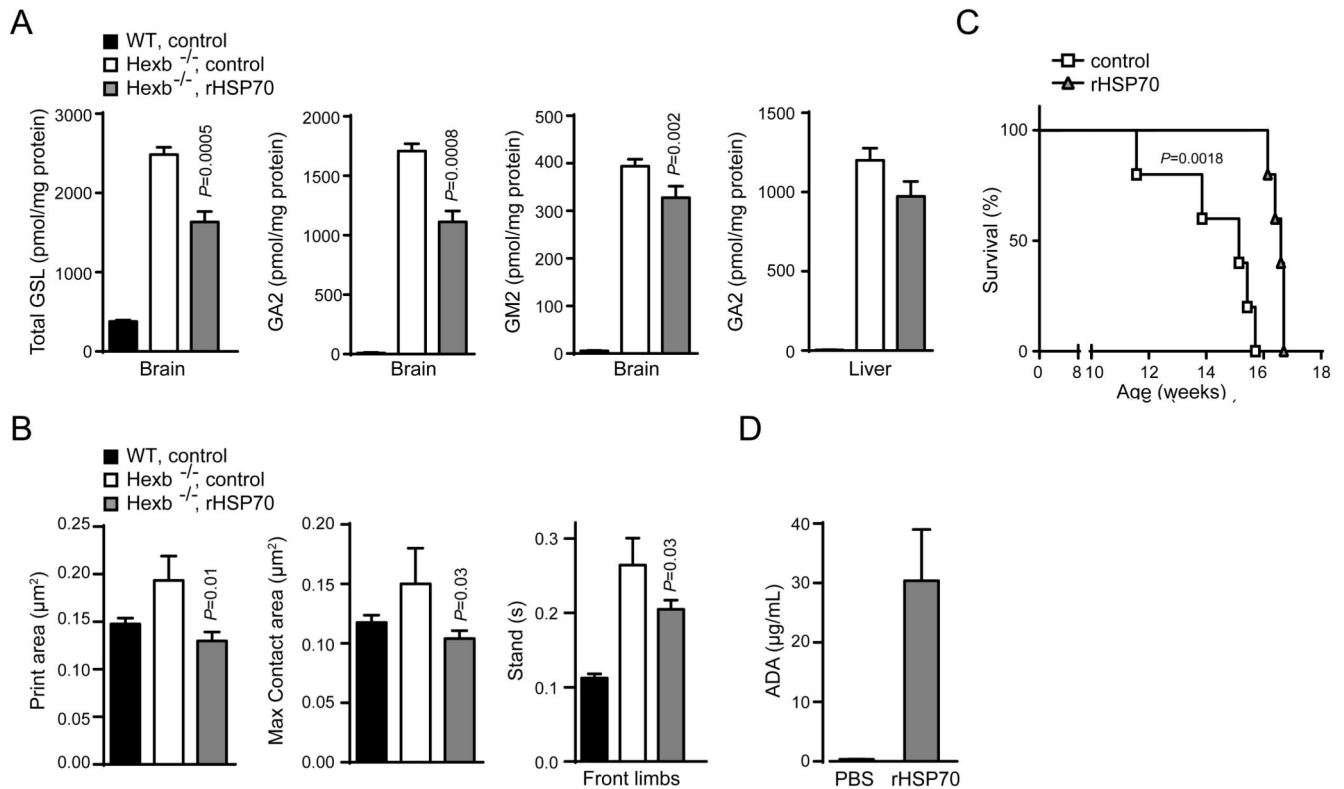 A
WT, control
Hexb -/-, control
Hexb-/-, rHSP70
Total GSL (pmol/mg protein)
3000
2000
1000
0
P=0.0005
Brain
GA2 (pmol/mg protein)
2000
1500
1000
500
0
P=0.0008
Brain
GM2 (pmol/mg protein)
500
400
300
200
100
0
P=0.002
Brain
GA2 (pmol/mg protein)
1500
1000
500
0
Liver
C
control
rHSP70
Survival (%)
100
50
0
P=0.0018
0 8 10 12 14 16 18
Age (weeks)
B
WT, control
Hexb -/-, control
Hexb-/-, rHSP70
Print area (µm²)
0.25
0.20
0.15
0.10
0.05
0.00
P=0.01
Max Contact area (µm²)
0.20
0.15
0.10
0.05
0.00
P=0.03
Stand (s)
0.3
0.2
0.1
0.0
P=0.03
Front limbs
D
ADA (µg/mL)
40
30
20
10
0
PBS rHSP70